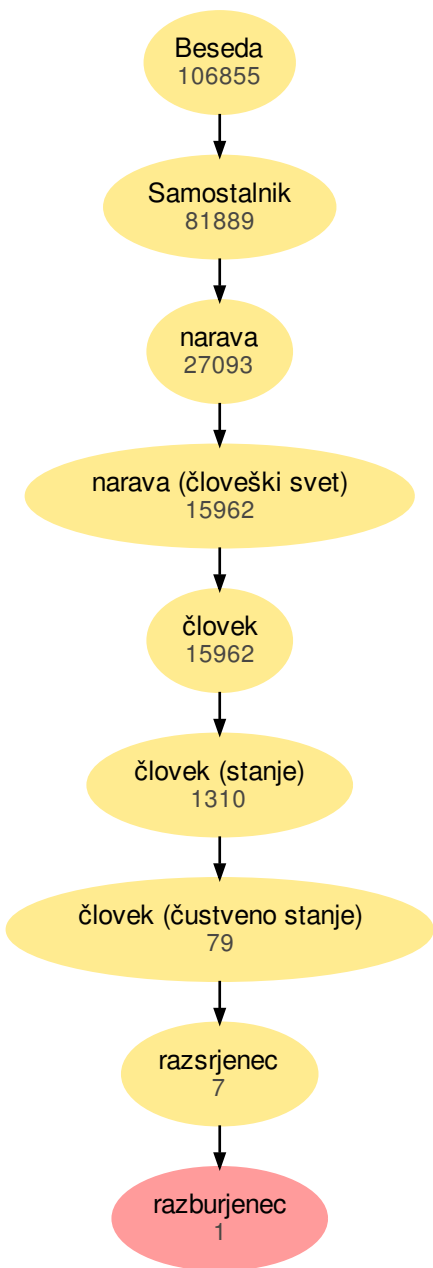 Beseda
106855
Samostalnik
81889
narava
27093
narava (človeški svet)
15962
človek
15962
človek (stanje)
1310
človek (čustveno stanje)
79
razsrjenec
7
razburjenec
1